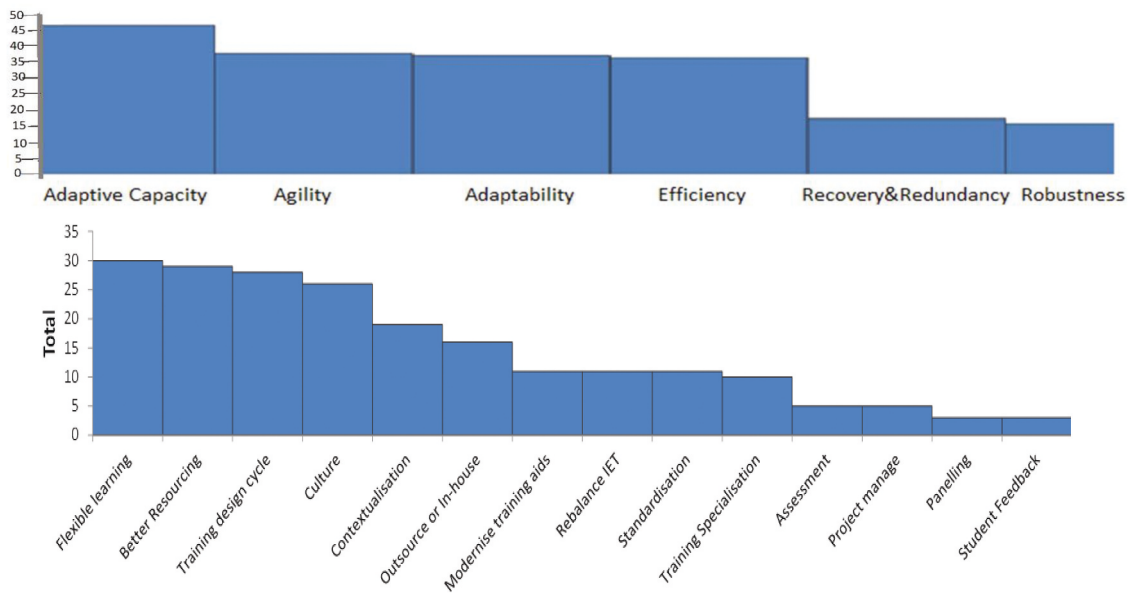 50
45
40
35
30
25
20
15
10
5
0
Adaptive Capacity Agility Adaptability Efficiency Recovery&Redundancy Robustness
Total
35
30
25
20
15
10
5
0
Flexible learning
Better Resourcing
Training design cycle
Culture
Contextualisation
Outsource or In-house
Modernise training aids
Rebalance IET
Standardisation
Training Specialisation
Assessment
Project manage
Panelling
Student Feedback